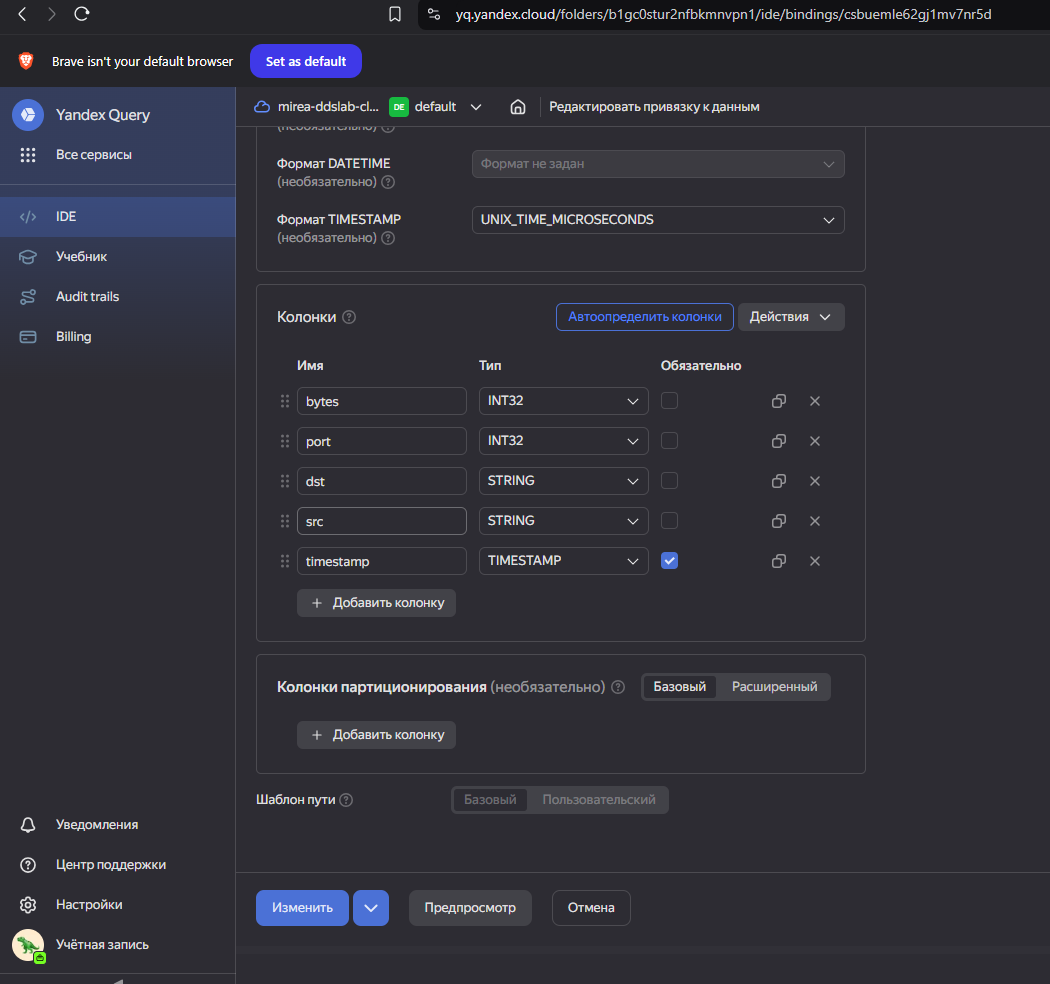 yq.yandex.cloud/folders/b1gc0stur2nfbkmnvpn1/ide/bindings/csbuemle62gj1mv7nr5d
Brave isn't your default browser
Set as default
Yandex Query
mirea-ddslab-cl...
DE
default
Редактировать привязку к данным
Все сервисы
IDE
Учебник
Audit trails
Billing
(необязательно)
Формат DATETIME
(необязательно)
Формат не задан
Формат TIMESTAMP
(необязательно)
UNIX_TIME_MICROSECONDS
Колонки
Автоопределить колонки
Действия
Имя Тип Обязательно
bytes INT32
port INT32
dst STRING
src STRING
timestamp TIMESTAMP
+ Добавить колонку
Колонки партиционирования (необязательно)
Базовый Расширенный
+ Добавить колонку
Шаблон пути
Базовый Пользовательский
Уведомления
Центр поддержки
Настройки
Учётная запись
Изменить
Предпросмотр
Отмена